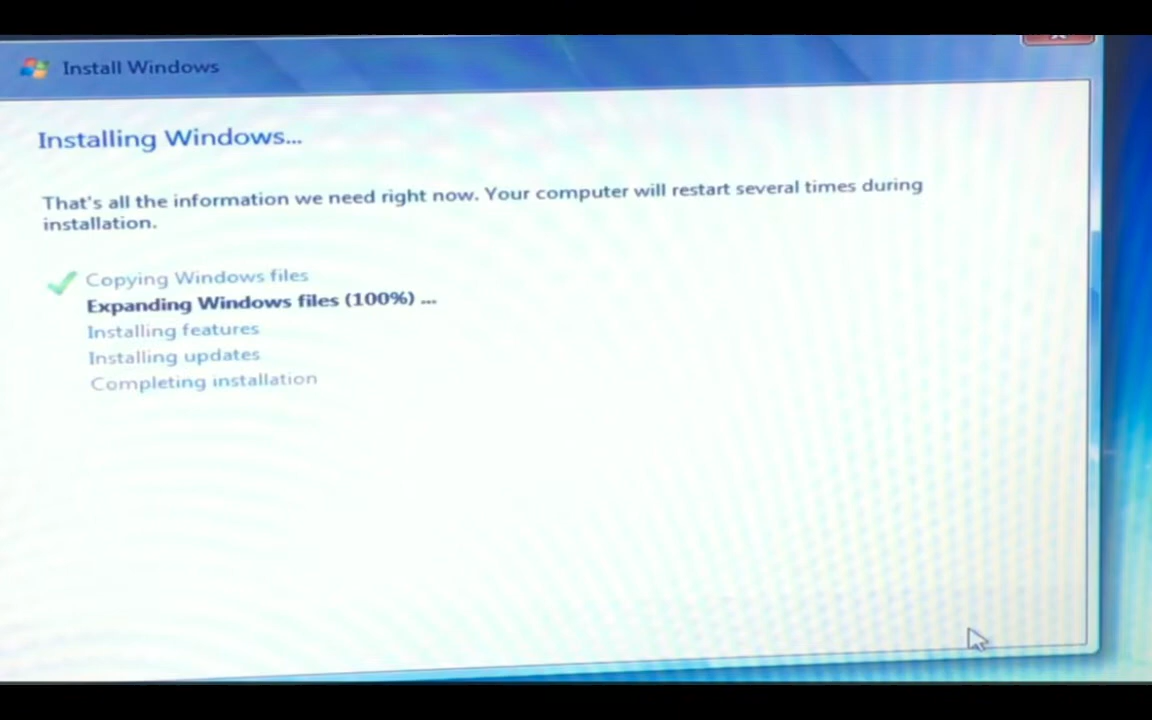 Install Windows
Installing Windows...
That's all the information we need right now. Your computer will restart several times during
installation.
Copying Windows files
Expanding Windows files (100%) ...
Installing features
Installing updates
Completing installation